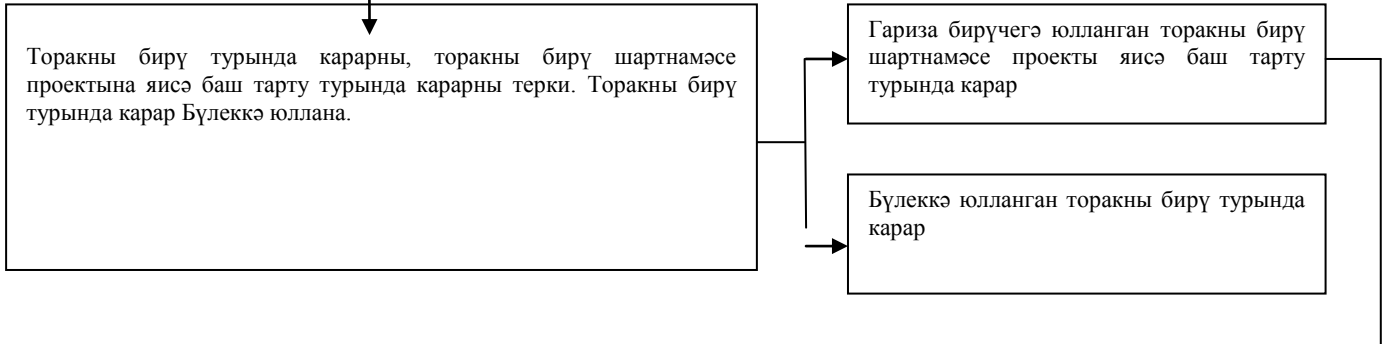 Торакны бирү турында карарны, торакны бирү шартнамәсе
проектына яисә баш тарту турында карарны терки. Торакны бирү
турында карар Бүлеккә юллана.
Гариза бирүчегә юлланган торакны бирү
шартнамәсе проекты яисә баш тарту
турында карар
Бүлеккә юлланган торакны бирү турында
карар